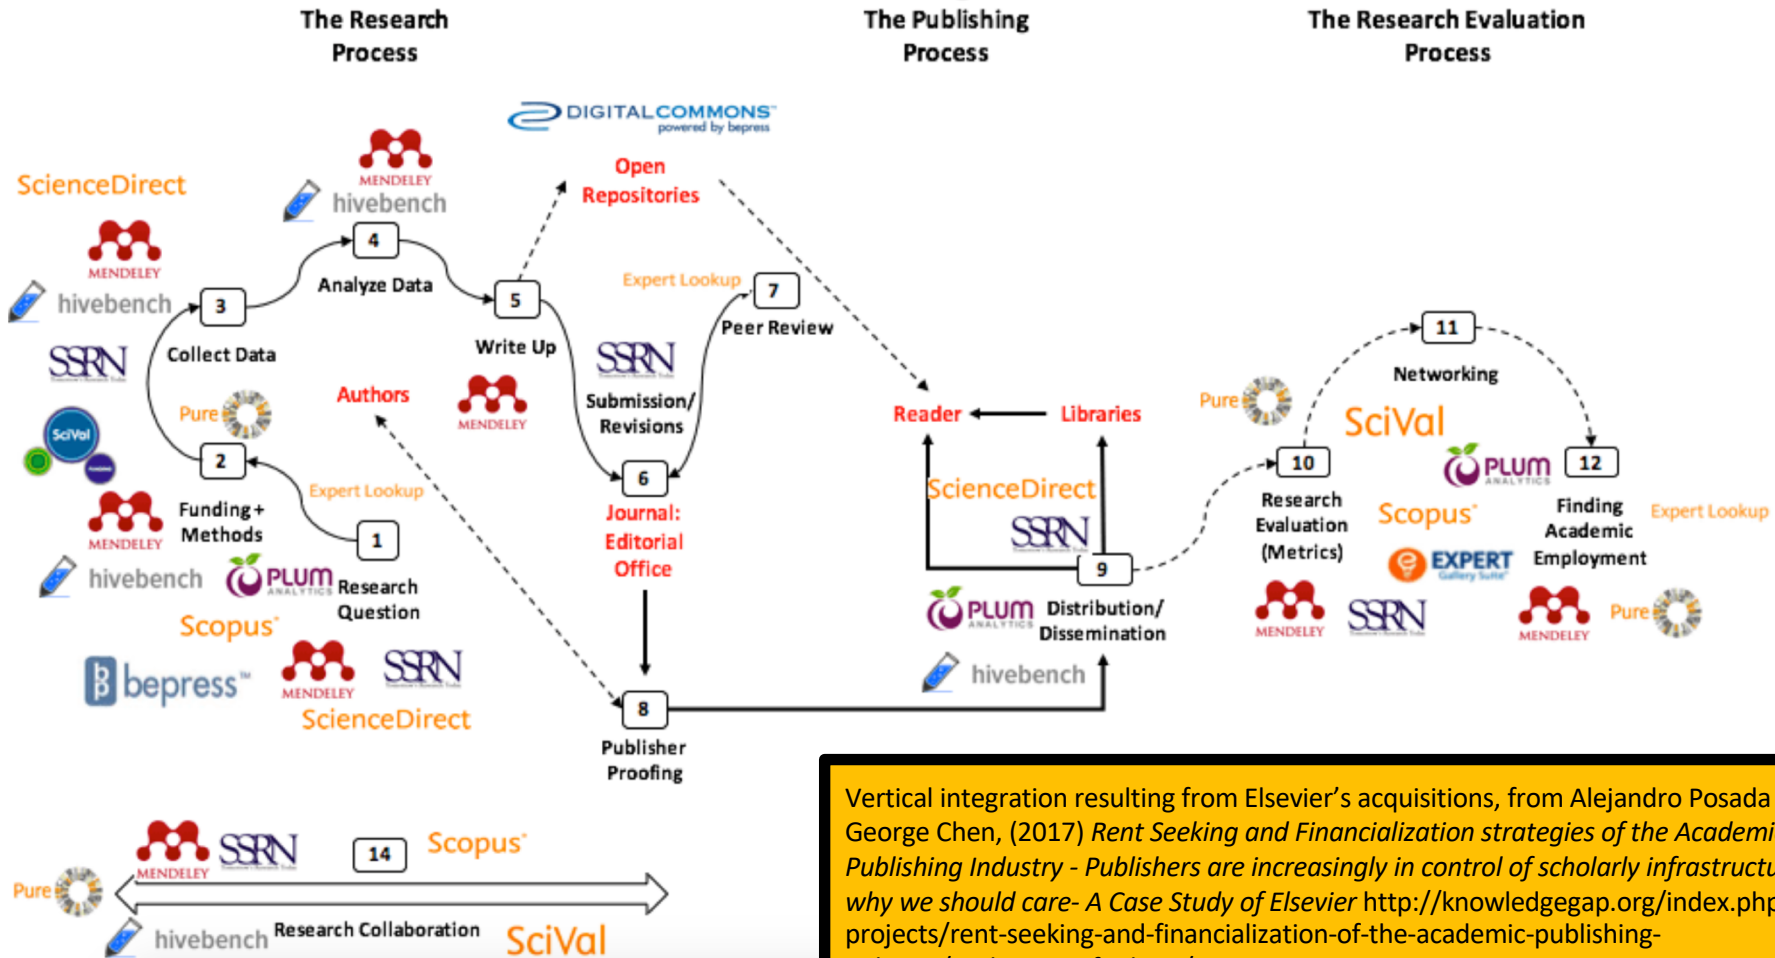 The Research
Process
The Publishing
Process
The Research Evaluation
Process
DIGITALCOMMONS™
powered by bepress
Open
Repositories
ScienceDirect
MENDELEY
hivebench
MENDELEY
hivebench
4
Analyze Data
3
Collect Data
5
Write Up
MENDELEY
Expert Lookup
7
Peer Review
SSRN
Submission/
Revisions
6
Journal:
Editorial
Office
SSRN
Pure
SciVal
2
Funding+
Methods
MENDELEY
hivebench
Expert Lookup
1
Research
Question
PLUM
ANALYTICS
Scopus
bepress™
MENDELEY
SSRN
ScienceDirect
Authors
8
Publisher
Proofing
Reader
Libraries
ScienceDirect
SSRN
9
Distribution/
Dissemination
PLUM
ANALYTICS
hivebench
11
Networking
Pure
SciVal
10
Research
Evaluation
(Metrics)
PLUM
ANALYTICS
12
Finding
Academic
Employment
Scopus
Expert Lookup
EXPERT
Gallery Suite
MENDELEY
SSRN
MENDELEY
Pure
MENDELEY
SSRN
14
Scopus
Pure
hivebench
Research Collaboration
SciVal
Vertical integration resulting from Elsevier’s acquisitions, from Alejandro Posada
George Chen, (2017) Rent Seeking and Financialization strategies of the Academi
Publishing Industry - Publishers are increasingly in control of scholarly infrastructu
why we should care- A Case Study of Elsevier http://knowledgegap.org/index.php
projects/rent-seeking-and-financialization-of-the-academic-publishing-